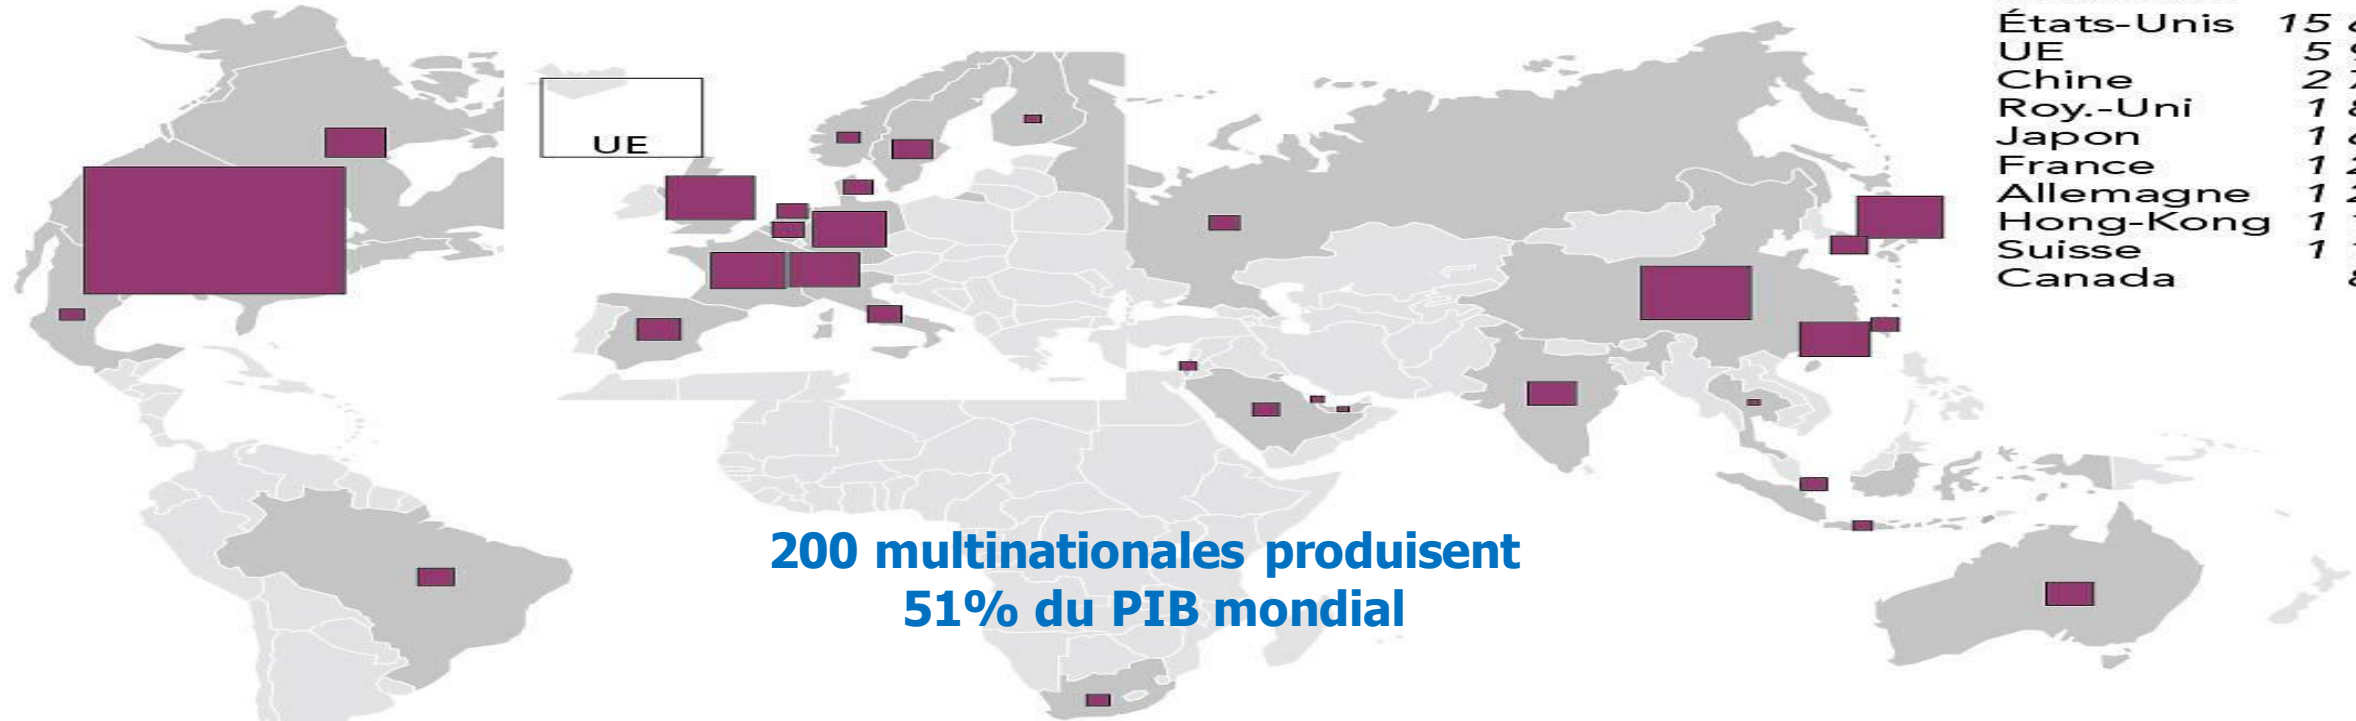 États-Unis 15
UE 5
Chine 2
Roy.-Uni 1
Japon 1
France 1
Allemagne 1
Hong-Kong 1
Suisse 1
Canada
UE
200 multinationales produisent
51% du PIB mondial